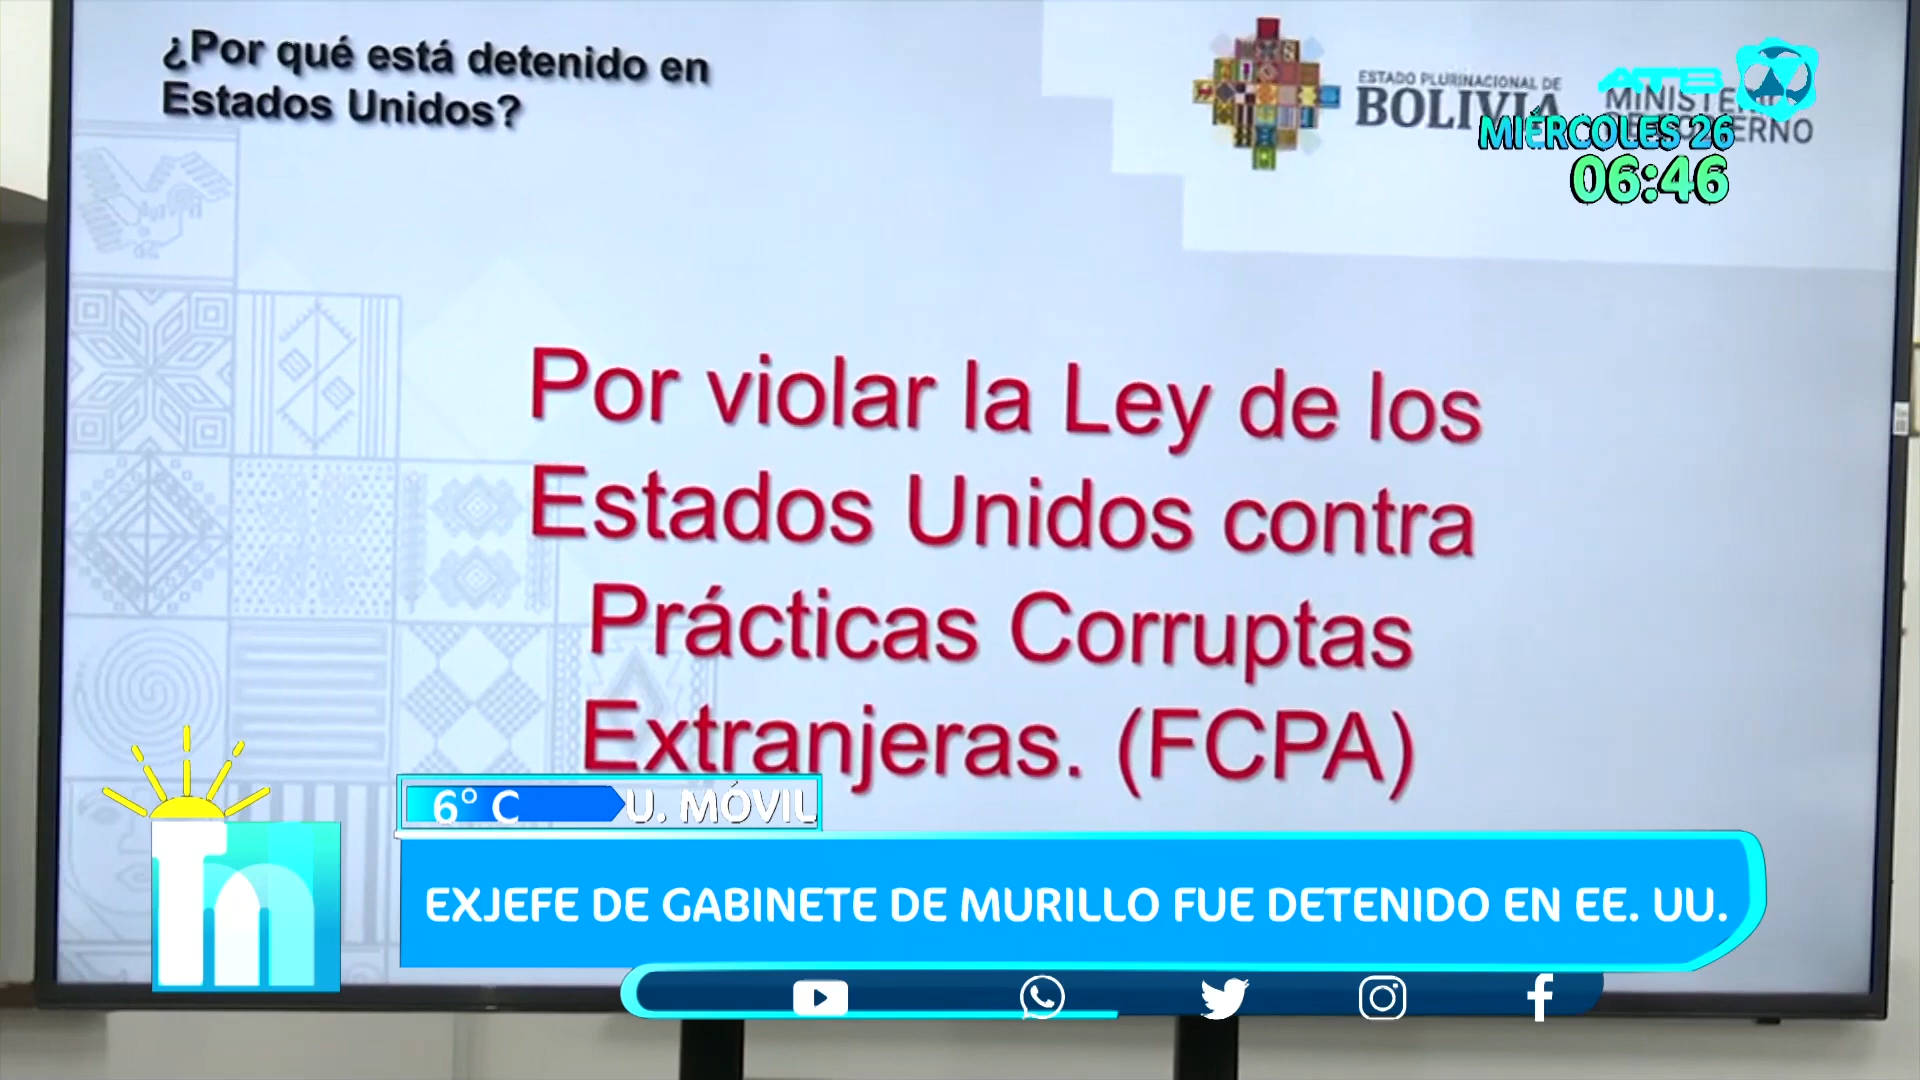 ¿Por qué está detenido en
Estados Unidos?
ESTADO PLURINACIONAL DE
BOLIVIA
ATB
MIÉRCOLES 26
06:46
Por violar la Ley de los
Estados Unidos contra
Prácticas Corruptas
Extranjeras. (FCPA)
6° C
U. MÓVIL
EXJEFE DE GABINETE DE MURILLO FUE DETENIDO EN EE. UU.